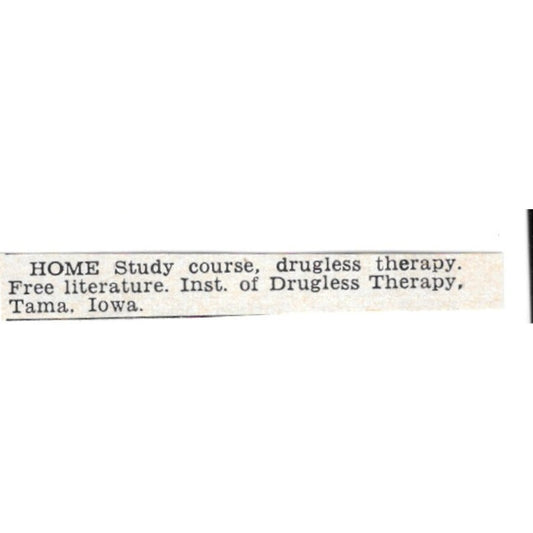 HOME Study course, drugless therapy.
Free literature. Inst. of Drugless Therapy,
Tama, Iowa.